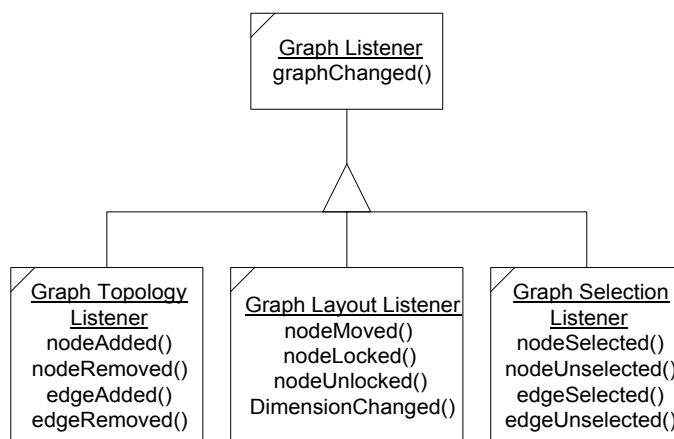 Graph Listener
graphChanged()
Graph Topology
Listener
nodeAdded()
nodeRemoved()
edgeAdded()
edgeRemoved()
Graph Layout Listener
nodeMoved()
nodeLocked()
nodeUnlocked()
DimensionChanged()
Graph Selection
Listener
nodeSelected()
nodeUnselected()
edgeSelected()
edgeUnselected()